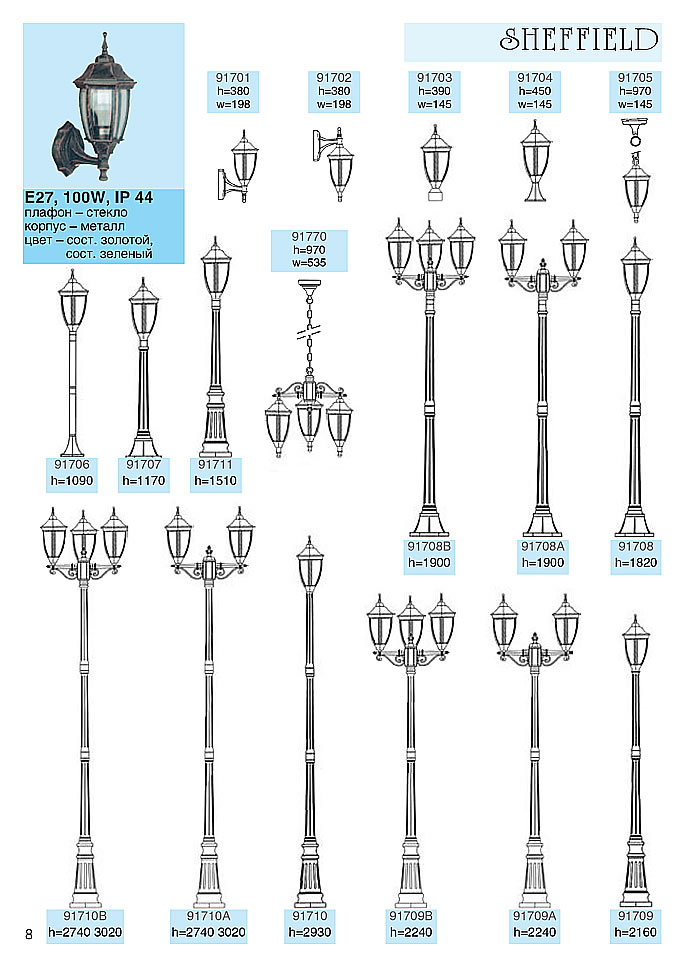 SHEFFIELD
91701
h=380
w=198
91702
h=380
w=198
91703
h=390
w=145
91704
h=450
w=145
91705
h=970
w=145
E27, 100W, IP 44
плафон – стекло
корпус – металл
цвет – сост. золотой,
сост. зеленый
91770
h=970
w=535
91706
h=1090
91707
h=1170
91711
h=1510
91708B
h=1900
91708A
h=1900
91708
h=1820
91710B
h=2740 3020
91710A
h=2740 3020
91710
h=2930
91709B
h=2240
91709A
h=2240
91709
h=2160
8